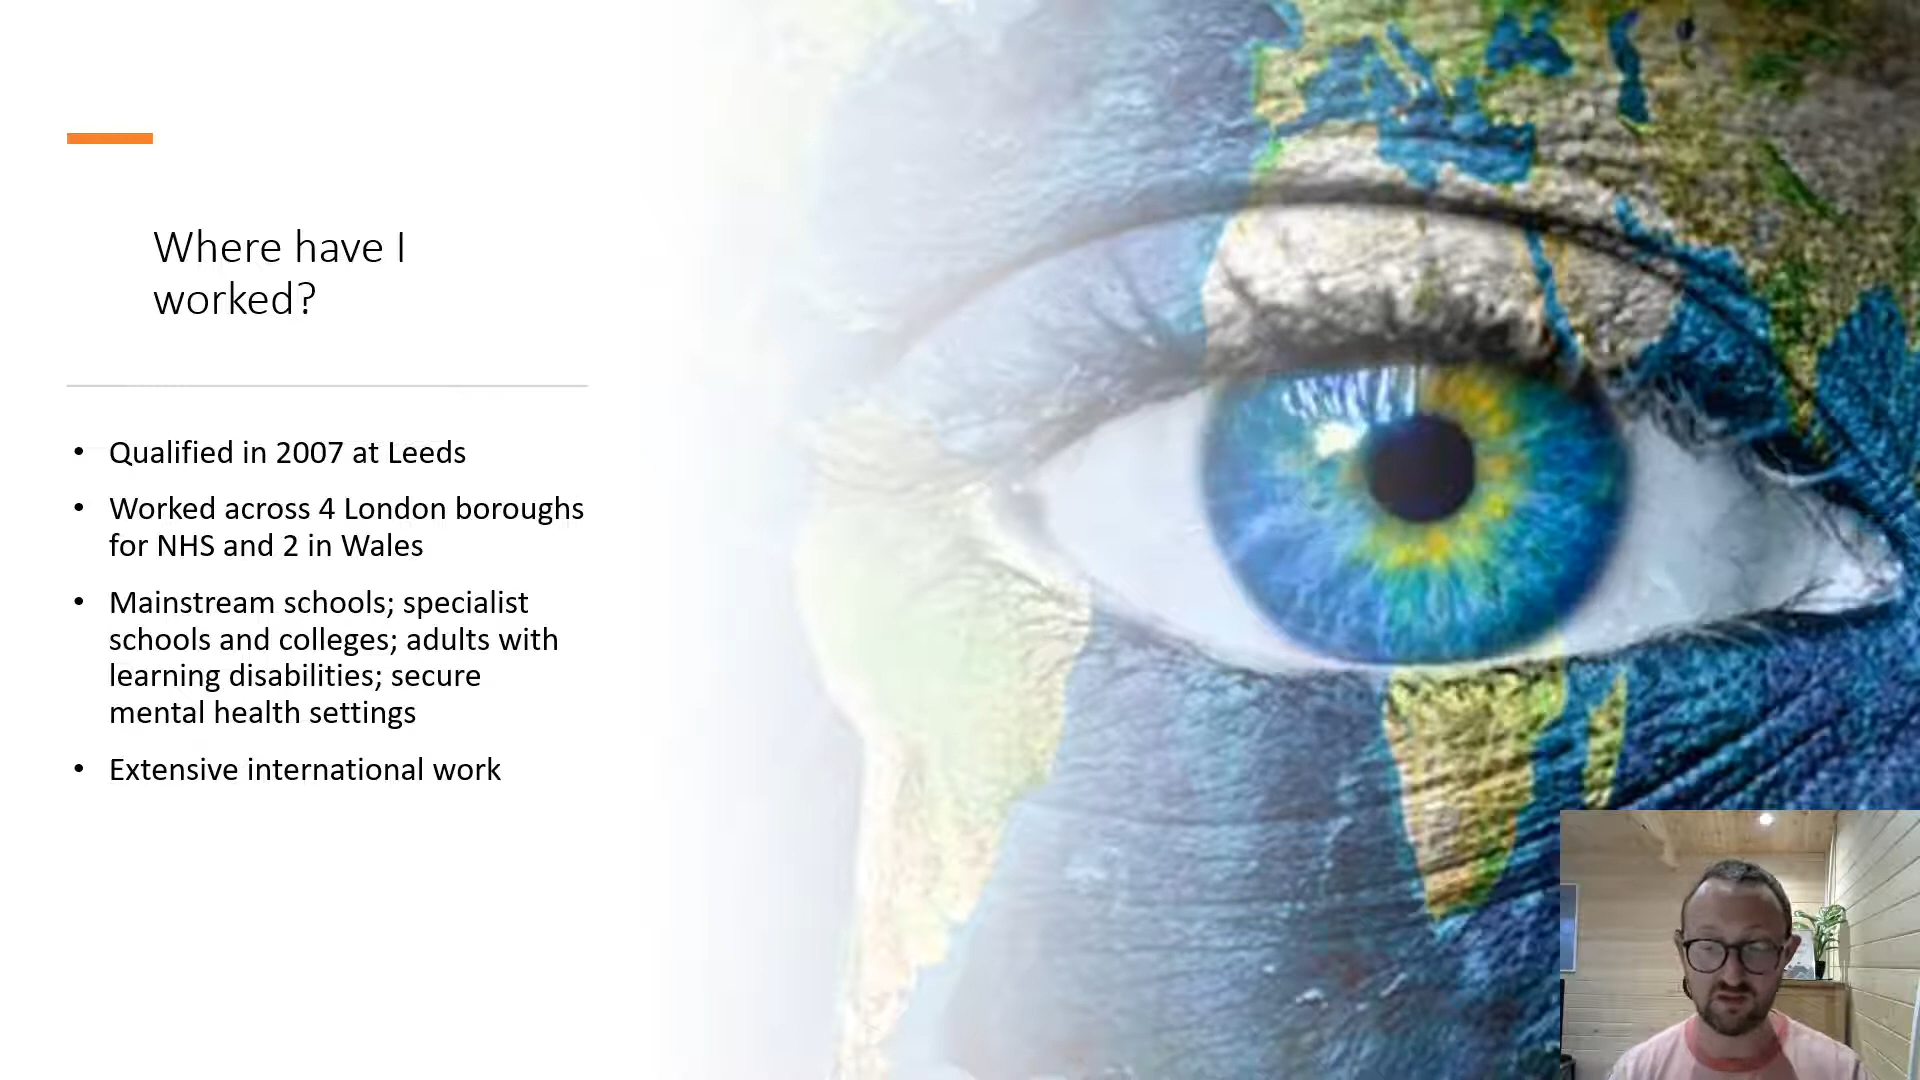 Where have I
worked?
• Qualified in 2007 at Leeds
• Worked across 4 London boroughs
for NHS and 2 in Wales
• Mainstream schools; specialist
schools and colleges; adults with
learning disabilities; secure
mental health settings
• Extensive international work